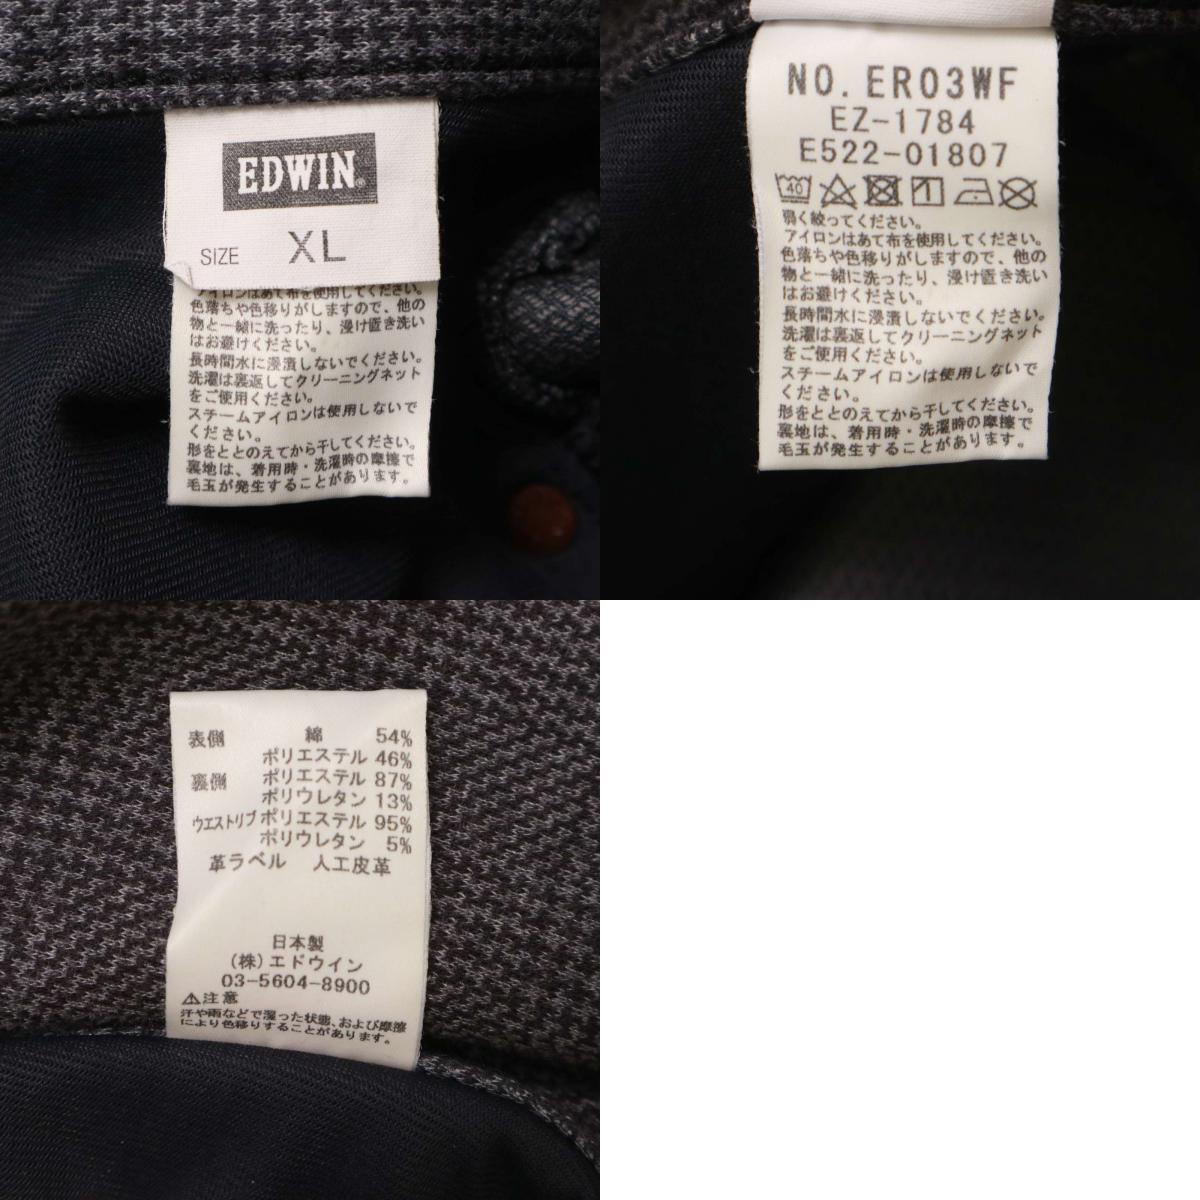 EDWIN
SIZE XL
アイロンはあて布を使用してください。
色落ちや色移りがしますので、他の
物と一緒に洗ったり、浸け置き洗い
はお避けください。
長時間水に浸漬しないでください。
洗濯は裏返してクリーニングネット
をご使用ください。
スチームアイロンは使用しないで
ください。
形をととのえてから干してください。
裏地は、着用時・洗濯時の摩擦で
毛玉が発生することがあります。
NO. ER03WF
EZ-1784
E522-01807
40
弱く絞ってください。
アイロンはあて布を使用してください。
色落ちや色移りがしますので、他の
物と一緒に洗ったり、浸け置き洗い
はお避けください。
長時間水に浸漬しないでください。
洗濯は裏返してクリーニングネット
をご使用ください。
スチームアイロンは使用しないで
ください。
形をととのえてから干してください。
裏地は、着用時・洗濯時の摩擦で
毛玉が発生することがあります。
表側 綿 54%
ポリエステル 46%
裏側 ポリエステル 87%
ポリウレタン 13%
ウエストリブ ポリエステル 95%
ポリウレタン 5%
革ラベル 人工皮革
日本製
(株)エドウイン
03-5604-8900
⚠注意
汗や雨などで湿った状態、および摩擦
により色移りすることがあります。